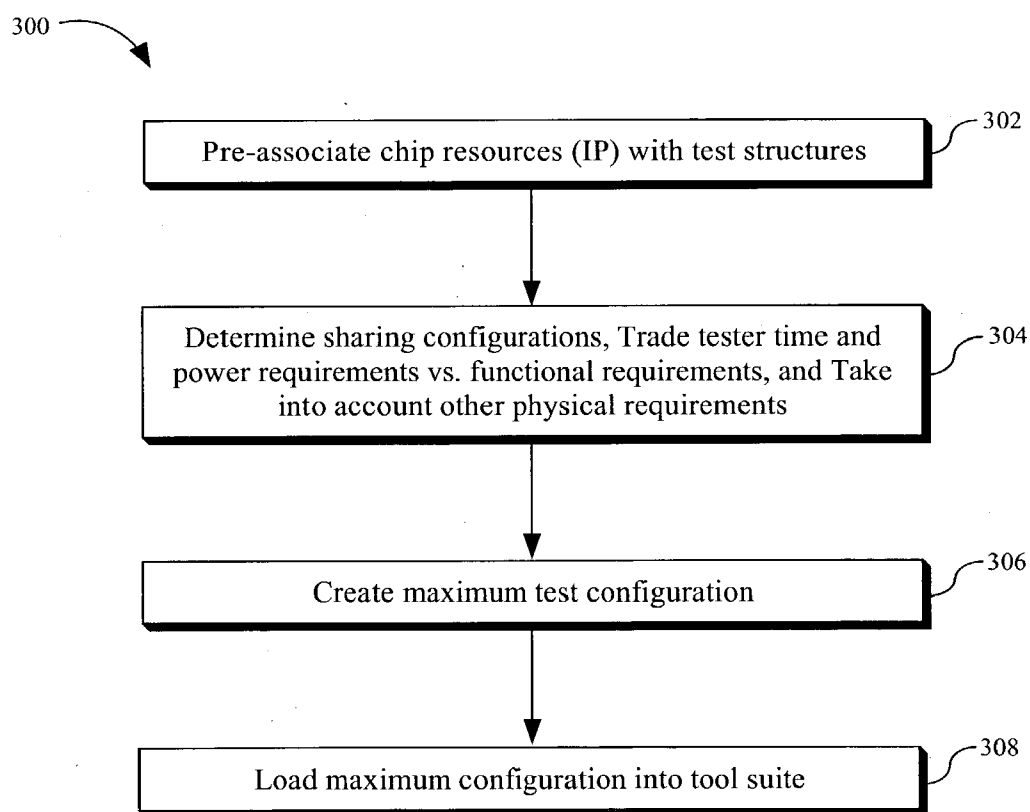 300
302
Pre-associate chip resources (IP) with test structures
304
Determine sharing configurations, Trade tester time and
power requirements vs. functional requirements, and Take
into account other physical requirements
306
Create maximum test configuration
308
Load maximum configuration into tool suite